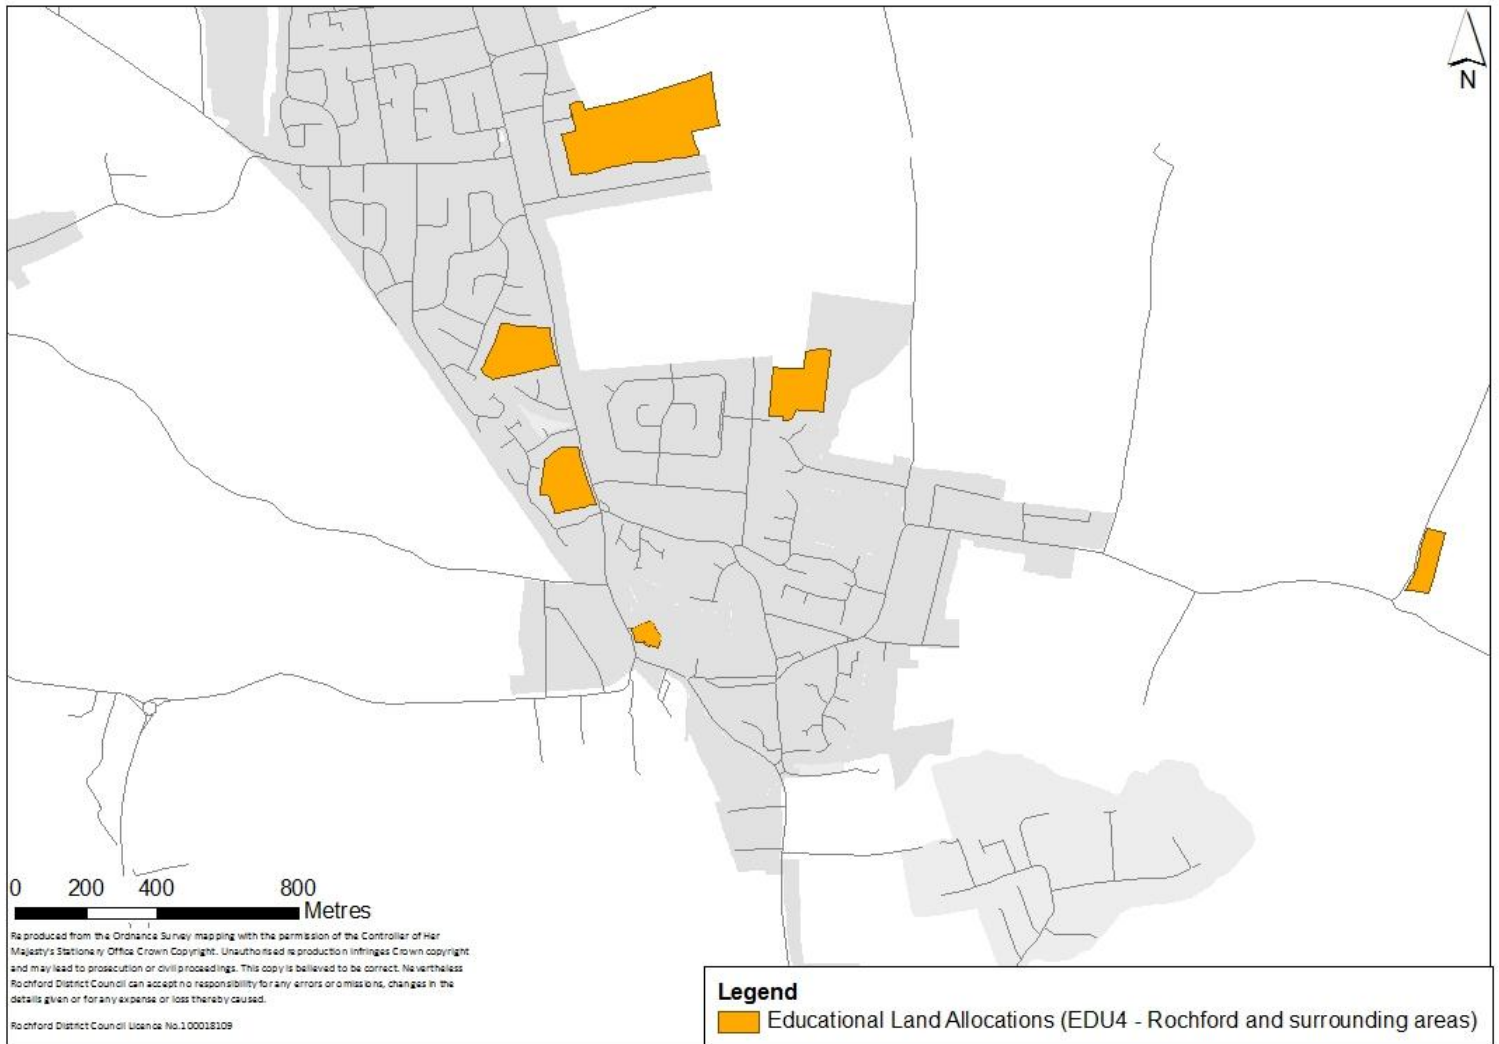 N
0 200 400 800
Metres
Reproduced from the Ordnance Survey mapping with the permission of the Controller of Her
Majesty's Stationery Office Crown Copyright. Unauthorised reproduction infringes Crown copyright
and may lead to prosecution or civil proceedings. This copy is believed to be correct. Nevertheless
Rochford District Council can accept no responsibility for any errors or omissions, changes in the
details given or for any expense or loss thereby caused.
Rochford District Council Licence No.100018109
Legend
Educational Land Allocations (EDU4 - Rochford and surrounding areas)